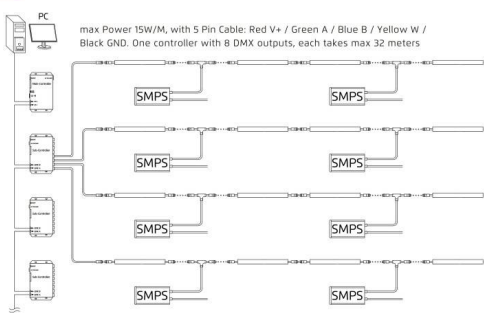 PC
max Power 15W/M, with 5 Pin Cable: Red V+ / Green A / Blue B / Yellow W /
Black GND. One controller with 8 DMX outputs, each takes max 32 meters
SMPS
SMPS
SMPS
SMPS
SMPS
SMPS
SMPS
SMPS